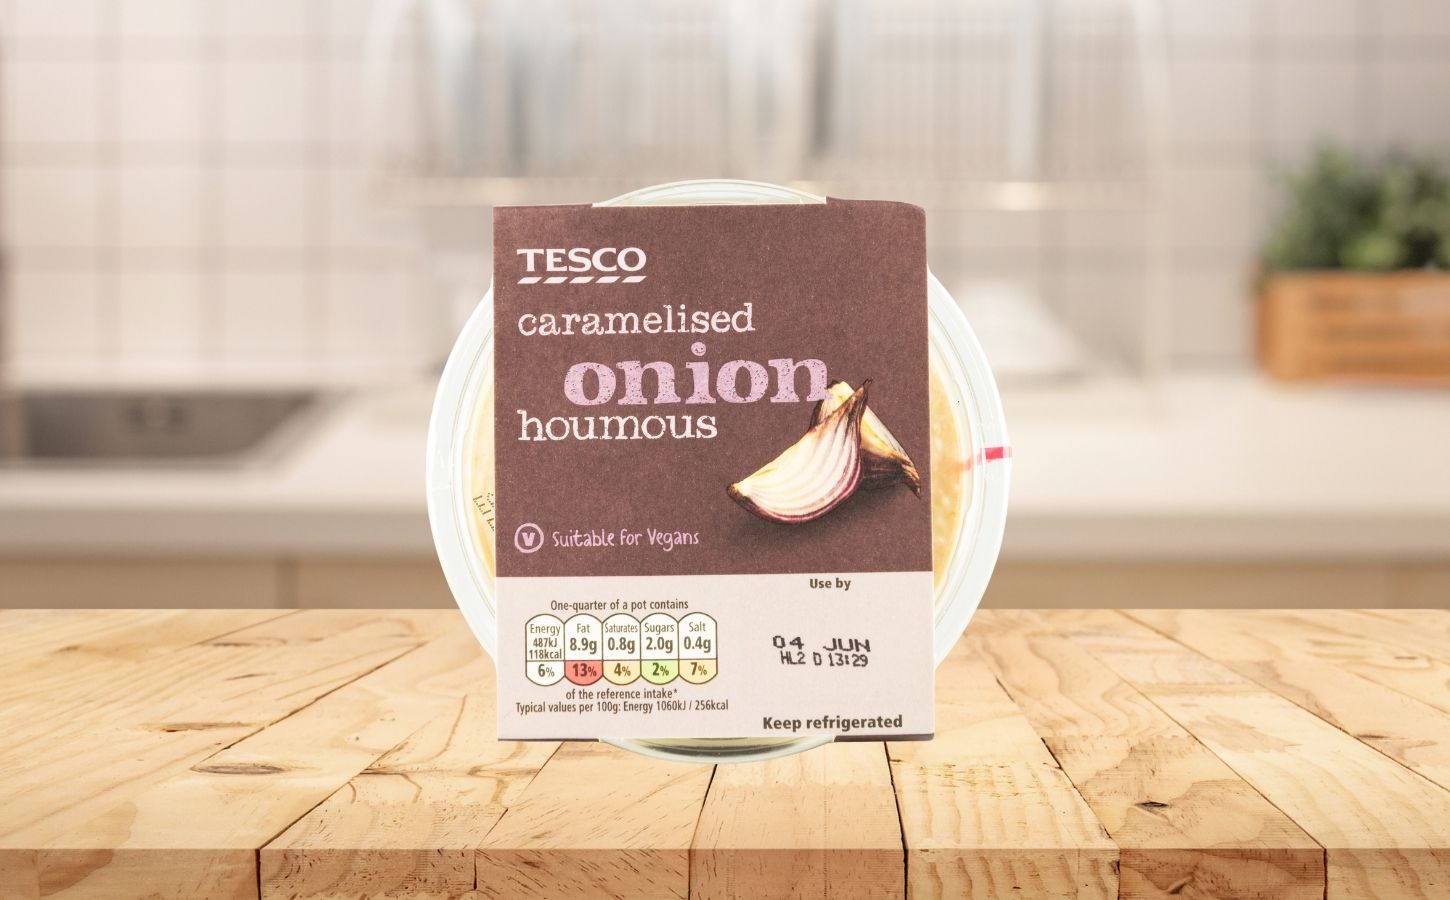 TESCO
caramelised
onion
houmous
V Suitable for Vegans
Use by
04 JUN
HL2 D 13:29
Keep refrigerated
One-quarter of a pot contains
Energy Fat Saturates Sugars Salt
487kJ 118kcal 8.9g 0.8g 2.0g 0.4g
6% 13% 4% 2% 7%
of the reference intake*
Typical values per 100g: Energy 1060kJ / 256kcal